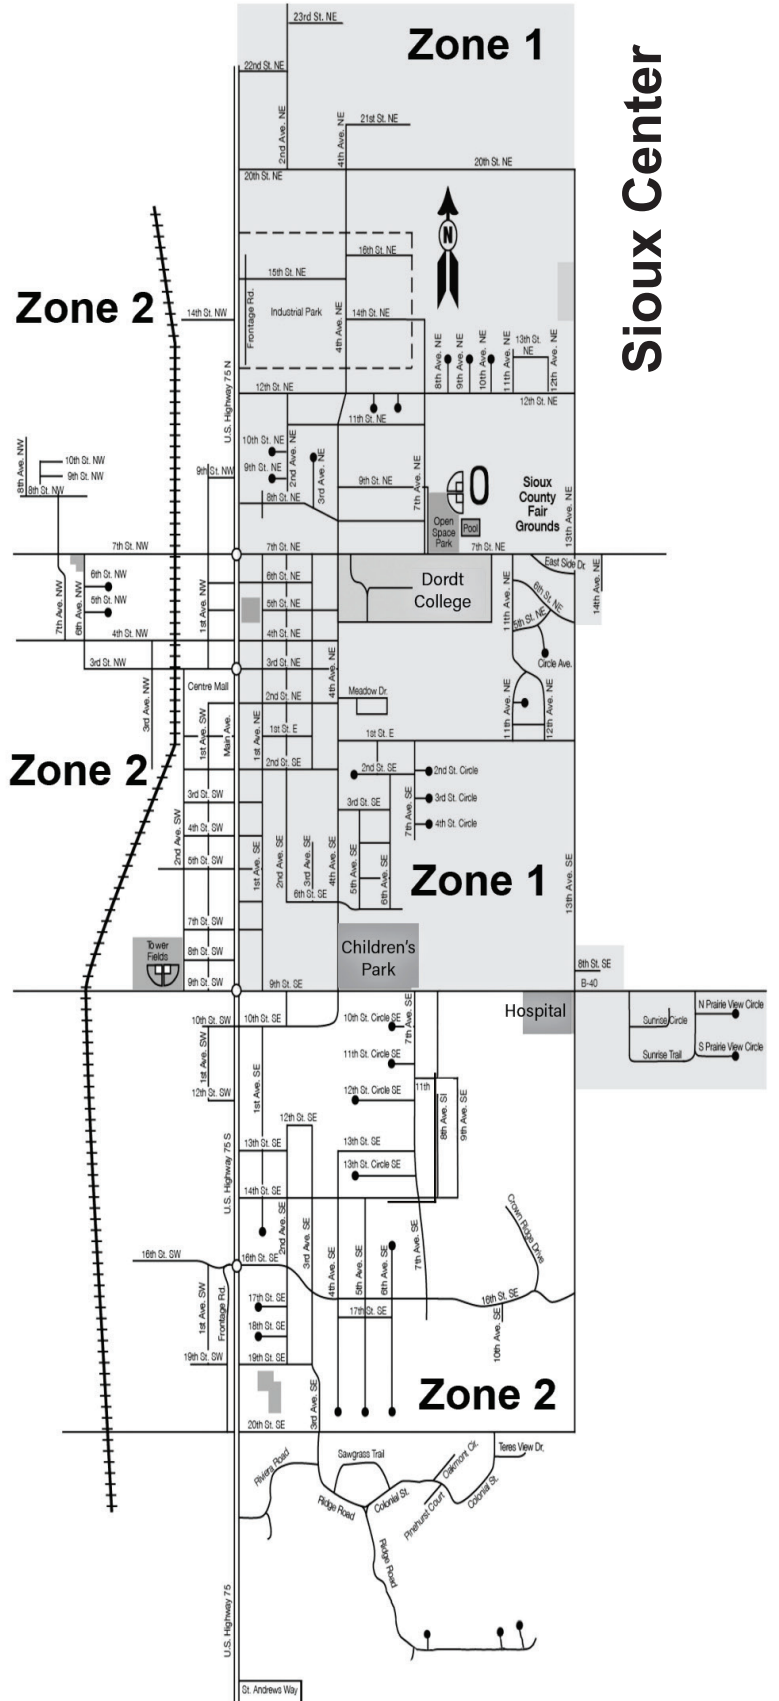 23rd St. NE
Zone 1
Sioux Center
22nd St. NE
2nd Ave. NE
4th Ave. NE
21st St. NE
20th St. NE
20th St. NE
N
16th St. NE
15th St. NE
Zone 2
14th St. NW
Frontage Rd.
Industrial Park
4th Ave. NE
14th St. NE
8th Ave. NE
9th Ave. NE
10th Ave. NE
11th Ave. NE
13th St.
NE
12th Ave. NE
U.S. Highway 75 N
12th St. NE
12th St. NE
11th St. NE
10th St. NE
2nd Ave. NE
3rd Ave. NE
9th St. NE
8th Ave. NW
10th St. NW
9th St. NW
8th St. NW
9th St. NW
8th St. NE
9th St. NE
7th Ave. NE
Open
Space
Park
Pool
Sioux
County
Fair
Grounds
13th Ave. NE
7th St. NW
7th St. NE
7th St. NE
East Side Dr.
6th St. NW
5th St. NW
7th Ave. NW
6th Ave. NW
1st Ave. NW
6th St. NE
5th St. NE
Dordt
College
11th Ave. NE
6th St. NE
5th St. NE
14th Ave. NE
4th St. NW
4th St. NE
3rd St. NW
3rd St. NE
4th Ave. NE
Circle Ave.
3rd Ave. NW
Centre Mall
2nd St. NE
Meadow Dr.
11th Ave. NE
12th Ave. NE
1st Ave. SW
Main Ave.
1st Ave. NE
1st St. E
1st St. E
Zone 2
2nd St. SE
2nd St. SE
2nd St. Circle
3rd St. SW
3rd St. SE
3rd St. Circle
2nd Ave. SW
4th St. SW
7th Ave. SE
4th St. Circle
5th St. SW
1st Ave. SE
2nd Ave. SE
3rd Ave. SE
4th Ave. SE
5th Ave. SE
6th Ave. SE
Zone 1
13th Ave. SE
6th St. SE
7th St. SW
Tower
Fields
8th St. SW
Children's
Park
8th St. SE
9th St. SW
9th St. SE
B-40
10th St. SW
10th St. SE
10th St. Circle SE
7th Ave. SE
Hospital
N Prairie View Circle
Sunrise Circle
1st Ave. SW
11th St. Circle SE
Sunrise Trail
S Prairie View Circle
12th St. SW
1st Ave. SE
12th St. Circle SE
11th
8th Ave. SI
9th Ave. SE
12th St. SE
U.S. Highway 75 S
13th St. SE
13th St. SE
13th St. Circle SE
14th St. SE
2nd Ave. SE
3rd Ave. SE
4th Ave. SE
5th Ave. SE
6th Ave. SE
7th Ave. SE
Crown Ridge Drive
16th St. SW
16th St. SE
1st Ave. SW
Frontage Rd.
17th St. SE
17th St. SE
16th St. SE
18th St. SE
10th Ave. SE
19th St. SW
19th St. SE
3rd Ave. SE
Zone 2
20th St. SE
Riviera Road
Sawgrass Trail
Oakmont Cir.
Teres View Dr.
Ridge Road
Colonial St.
Pinehurst Court
Colonial St.
Ridge Road
U.S. Highway 75
St. Andrews Way